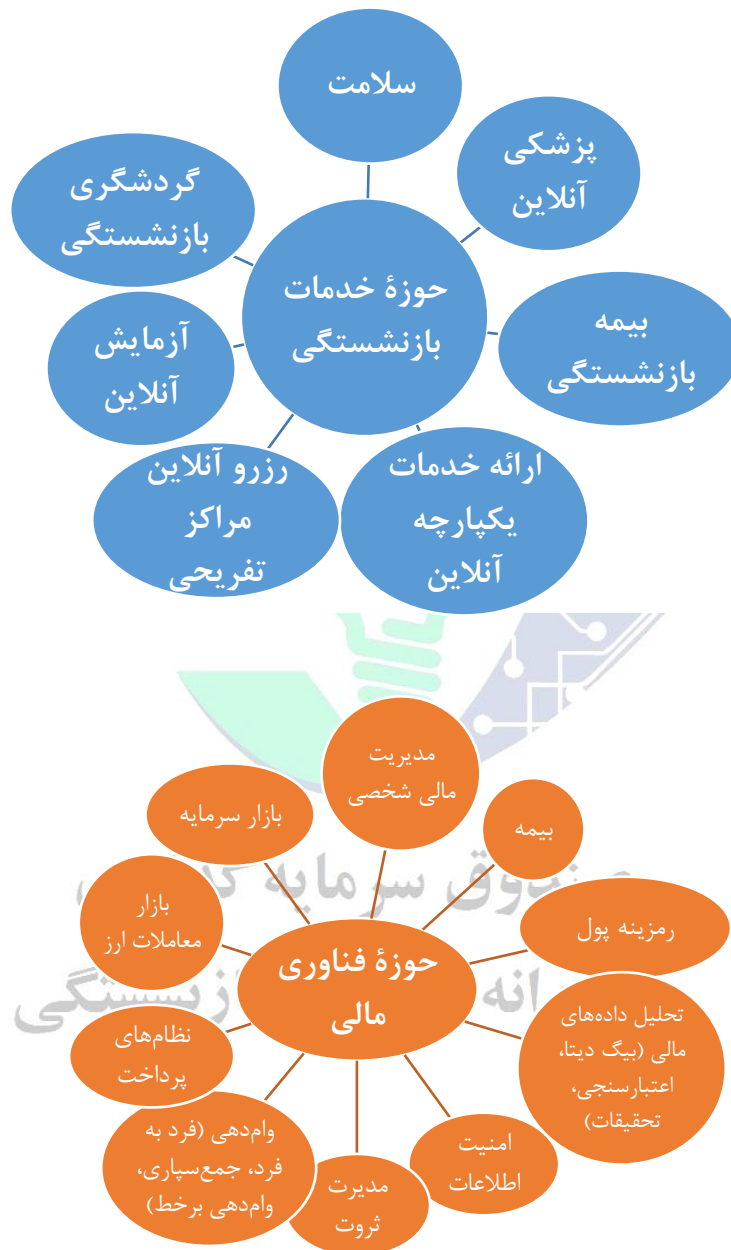 سلامت
پزشکی
آنلاین
بیمه
بازنشستگی
ارائه خدمات
یکپارچه
آنلاین
رزرو آنلاین
مراکز
تفریحی
آزمایش
آنلاین
گردشگری
بازنشستگی
حوزهٔ خدمات
بازنشستگی
مدیریت
مالی شخصی
بیمه
رمزینه پول
تحلیل داده‌های
مالی (بیگ دیتا،
اعتبارسنجی،
تحقیقات)
امنیت
اطلاعات
مدیرت
ثروت
وام‌دهی (فرد به
فرد، جمع‌سپاری،
وام‌دهی برخط)
نظام‌های
پرداخت
بازار
معاملات ارز
بازار سرمایه
حوزهٔ فناوری
مالی
صندوق سرمایه